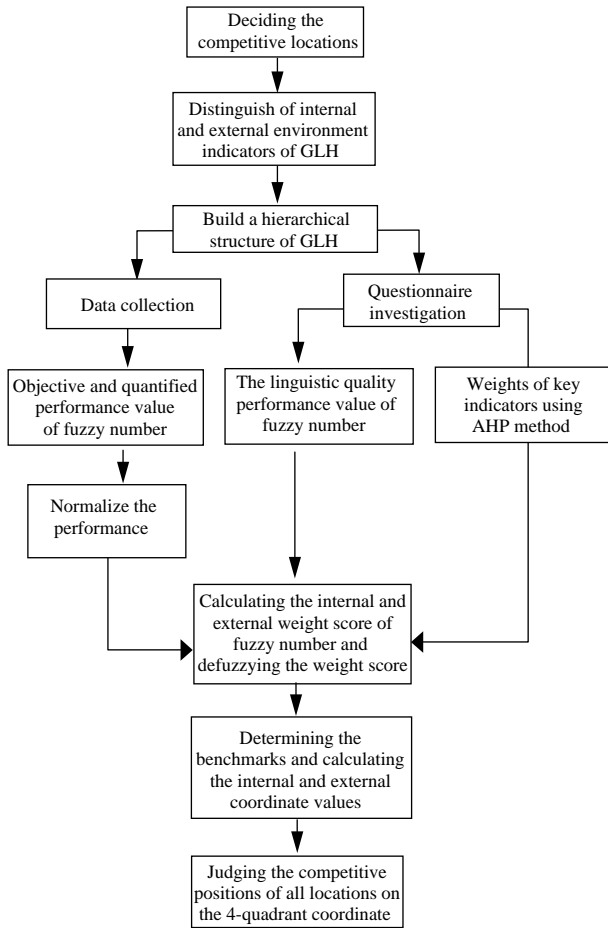 Deciding the
competitive locations
Distinguish of internal
and external environment
indicators of GLH
Build a hierarchical
structure of GLH
Data collection
Questionnaire
investigation
Objective and quantified
performance value
of fuzzy number
The linguistic quality
performance value of
fuzzy number
Weights of key
indicators using
AHP method
Normalize the
performance
Calculating the internal and
external weight score of
fuzzy number and
defuzzying the weight score
Determining the
benchmarks and calculating
the internal and external
coordinate values
Judging the competitive
positions of all locations on
the 4-quadrant coordinate